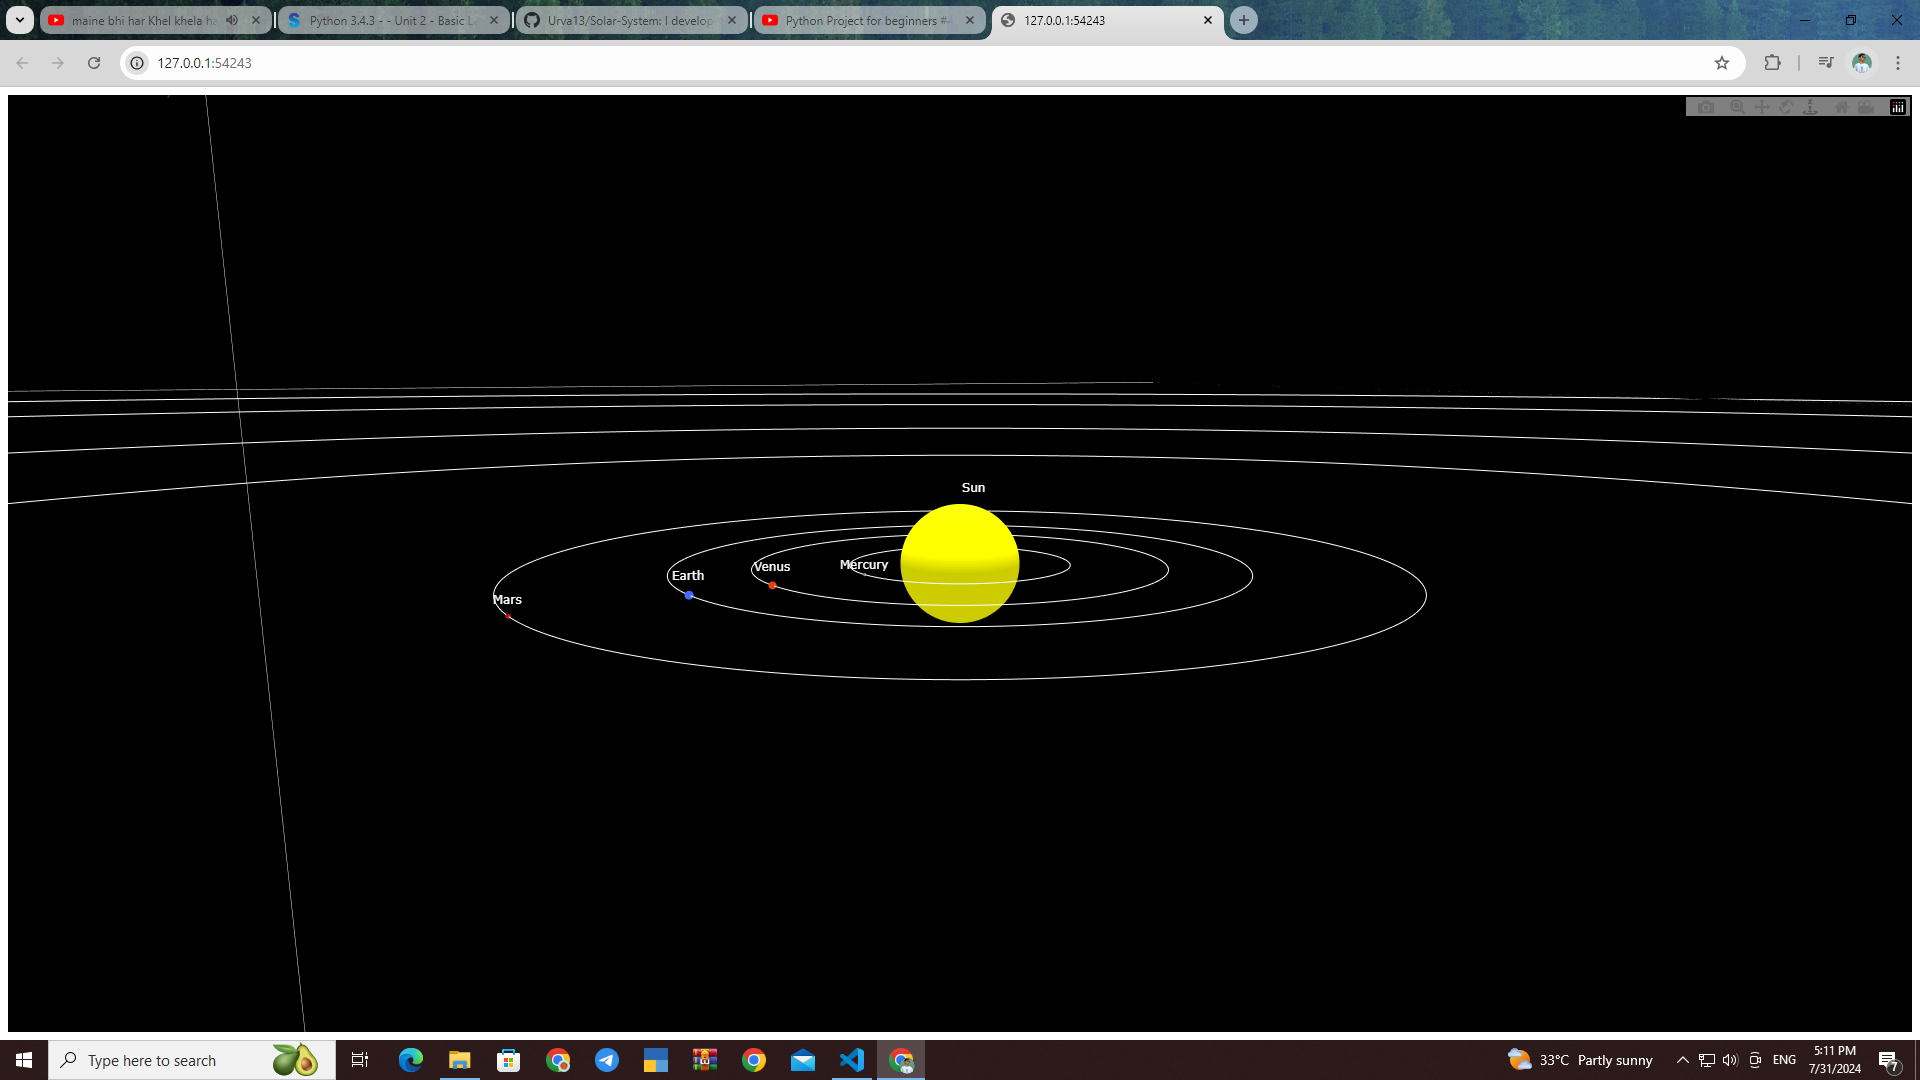 maine bhi har Khel khela ha
Python 3.4.3 - - Unit 2 - Basic L
Urva13/Solar-System: I develop
Python Project for beginners #
127.0.0.1:54243
127.0.0.1:54243
Sun
Mercury
Venus
Earth
Mars
Type here to search
33°C Partly sunny
ENG
5:11 PM
7/31/2024
7